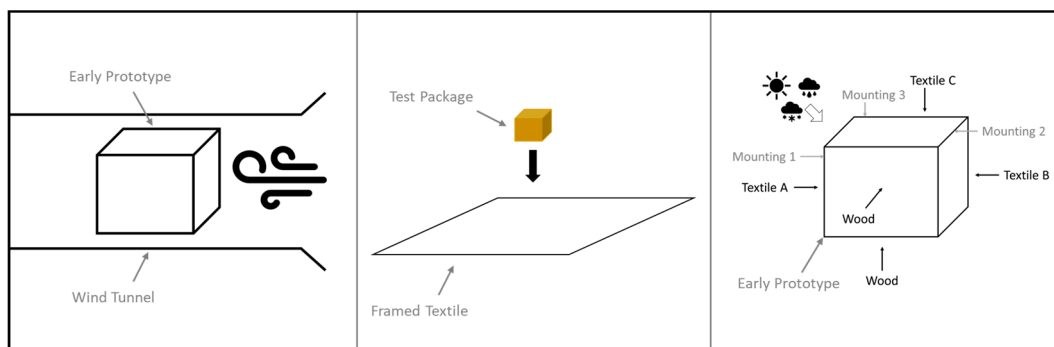 Early Prototype
Wind Tunnel
Test Package
Framed Textile
Textile C
Mounting 3
Mounting 2
Mounting 1
Textile A
Textile B
Wood
Early Prototype
Wood